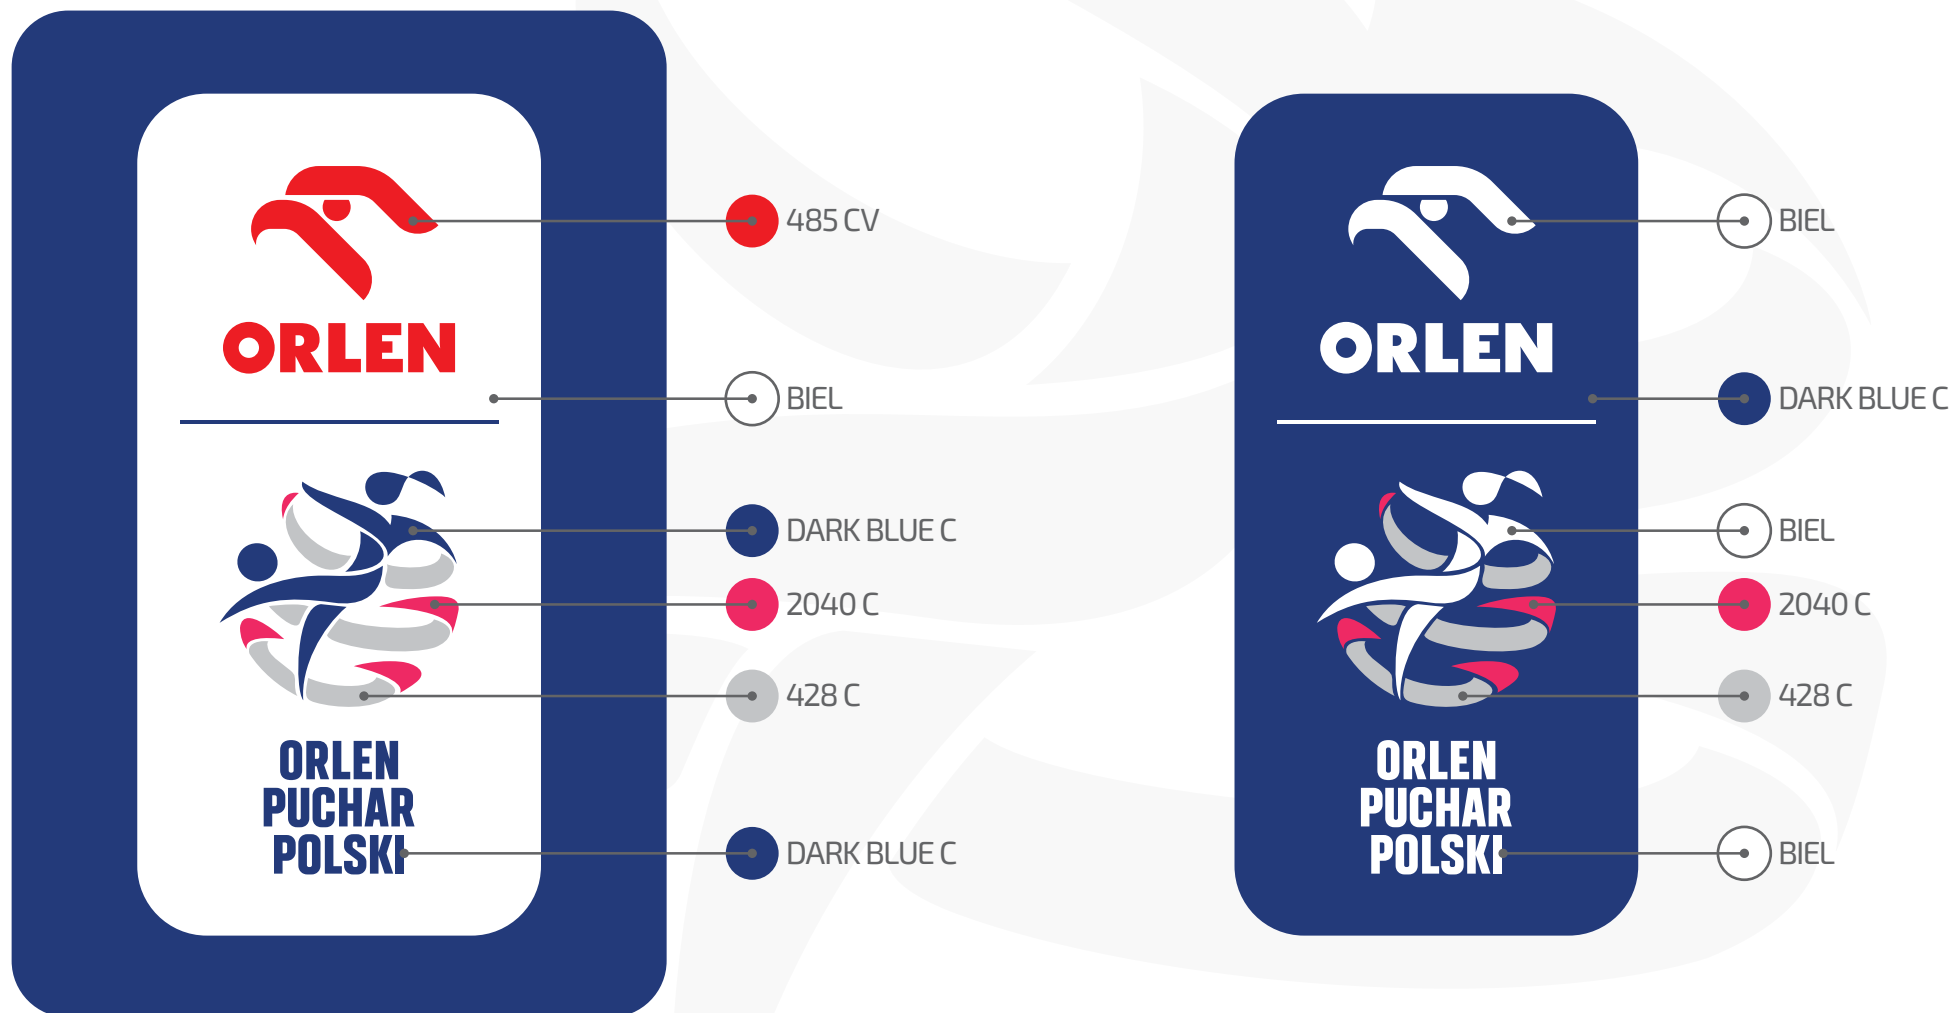 ORLEN
485 CV
BIEL
DARK BLUE C
2040 C
428 C
ORLEN
PUCHAR
POLSKI
DARK BLUE C
ORLEN
BIEL
DARK BLUE C
BIEL
2040 C
428 C
ORLEN
PUCHAR
POLSKI
BIEL